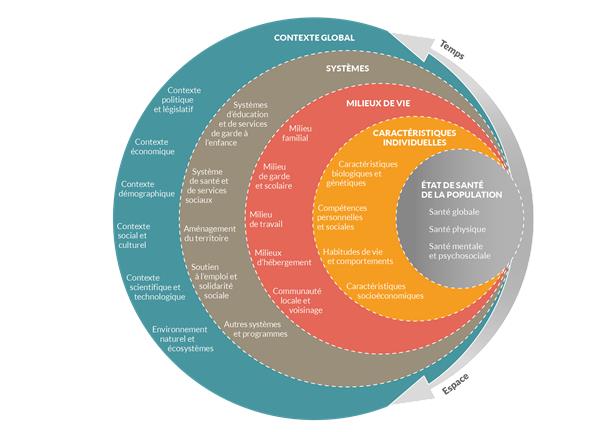 CONTEXTE GLOBAL
Contexte
politique
et législatif
Contexte
économique
Contexte
démographique
Contexte
social et
culturel
Contexte
scientifique et
technologique
Environnement
naturel et
écosystèmes
SYSTÈMES
Systèmes
d'éducation
et de services
de garde à
l'enfance
Système
de santé et de
services
sociaux
Aménagement
du territoire
Soutien
à l'emploi et
solidarité
sociale
Autres systèmes
et programmes
MILIEUX DE VIE
Milieu
familial
Milieu
de garde
et scolaire
Milieu
de travail
Milieux
d'hébergement
Communauté
locale et
voisinage
CARACTÉRISTIQUES
INDIVIDUELLES
Caractéristiques
biologiques et
génétiques
Compétences
personnelles
et sociales
Habitudes de vie
et comportements
Caractéristiques
socioéconomiques
ÉTAT DE SANTÉ
DE LA POPULATION
Santé globale
Santé physique
Santé mentale
et psychosociale
Temps
Espace